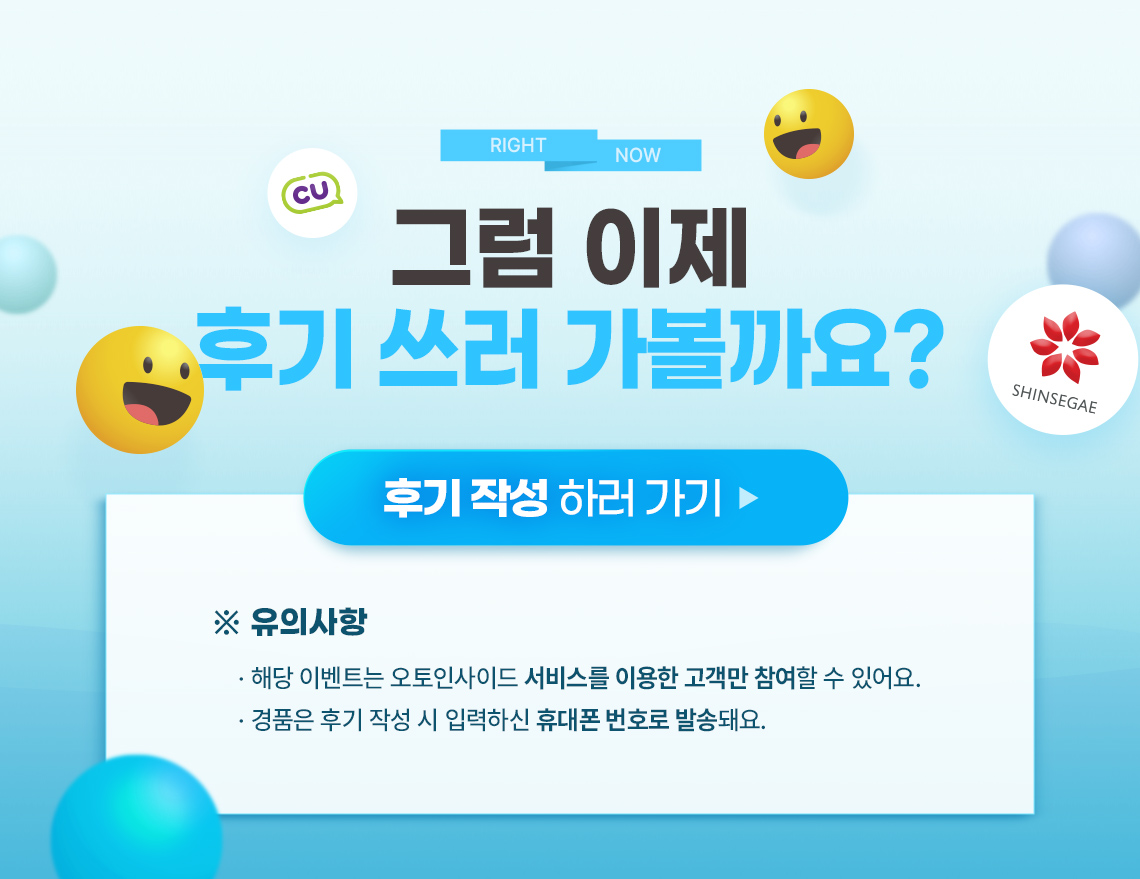 RIGHT NOW
CU
그럼 이제
후기 쓰러 가볼까요?
SHINSEGAE
후기 작성 하러 가기 ▶
※ 유의사항
· 해당 이벤트는 오토인사이드 서비스를 이용한 고객만 참여할 수 있어요.
· 경품은 후기 작성 시 입력하신 휴대폰 번호로 발송돼요.